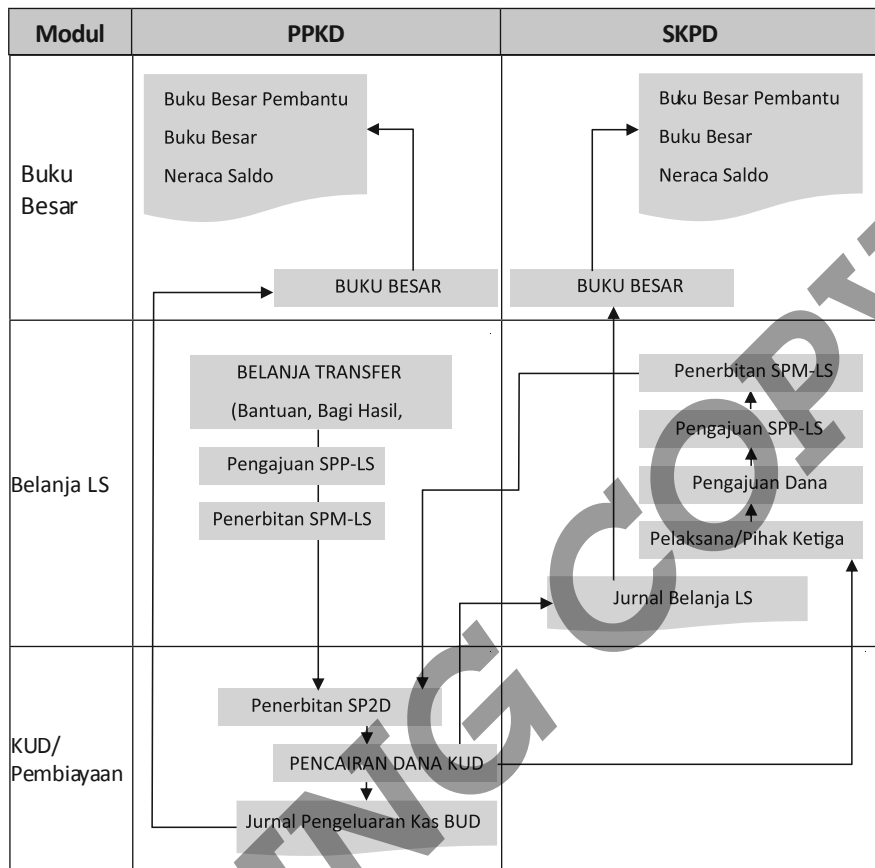 Modul
PPKD
SKPD
Buku
Besar
Buku Besar Pembantu
Buku Besar
Neraca Saldo
BUKU BESAR
Buku Besar Pembantu
Buku Besar
Neraca Saldo
BUKU BESAR
Belanja LS
BELANJA TRANSFER
(Bantuan, Bagi Hasil,
Pengajuan SPP-LS
Penerbitan SPM-LS
Penerbitan SPM-LS
Pengajuan SPP-LS
Pengajuan Dana
Pelaksana/Pihak Ketiga
Jurnal Belanja LS
KUD/
Pembiayaan
Penerbitan SP2D
PENCAIRAN DANA KUD
Jurnal Pengeluaran Kas BUD
NG COPY